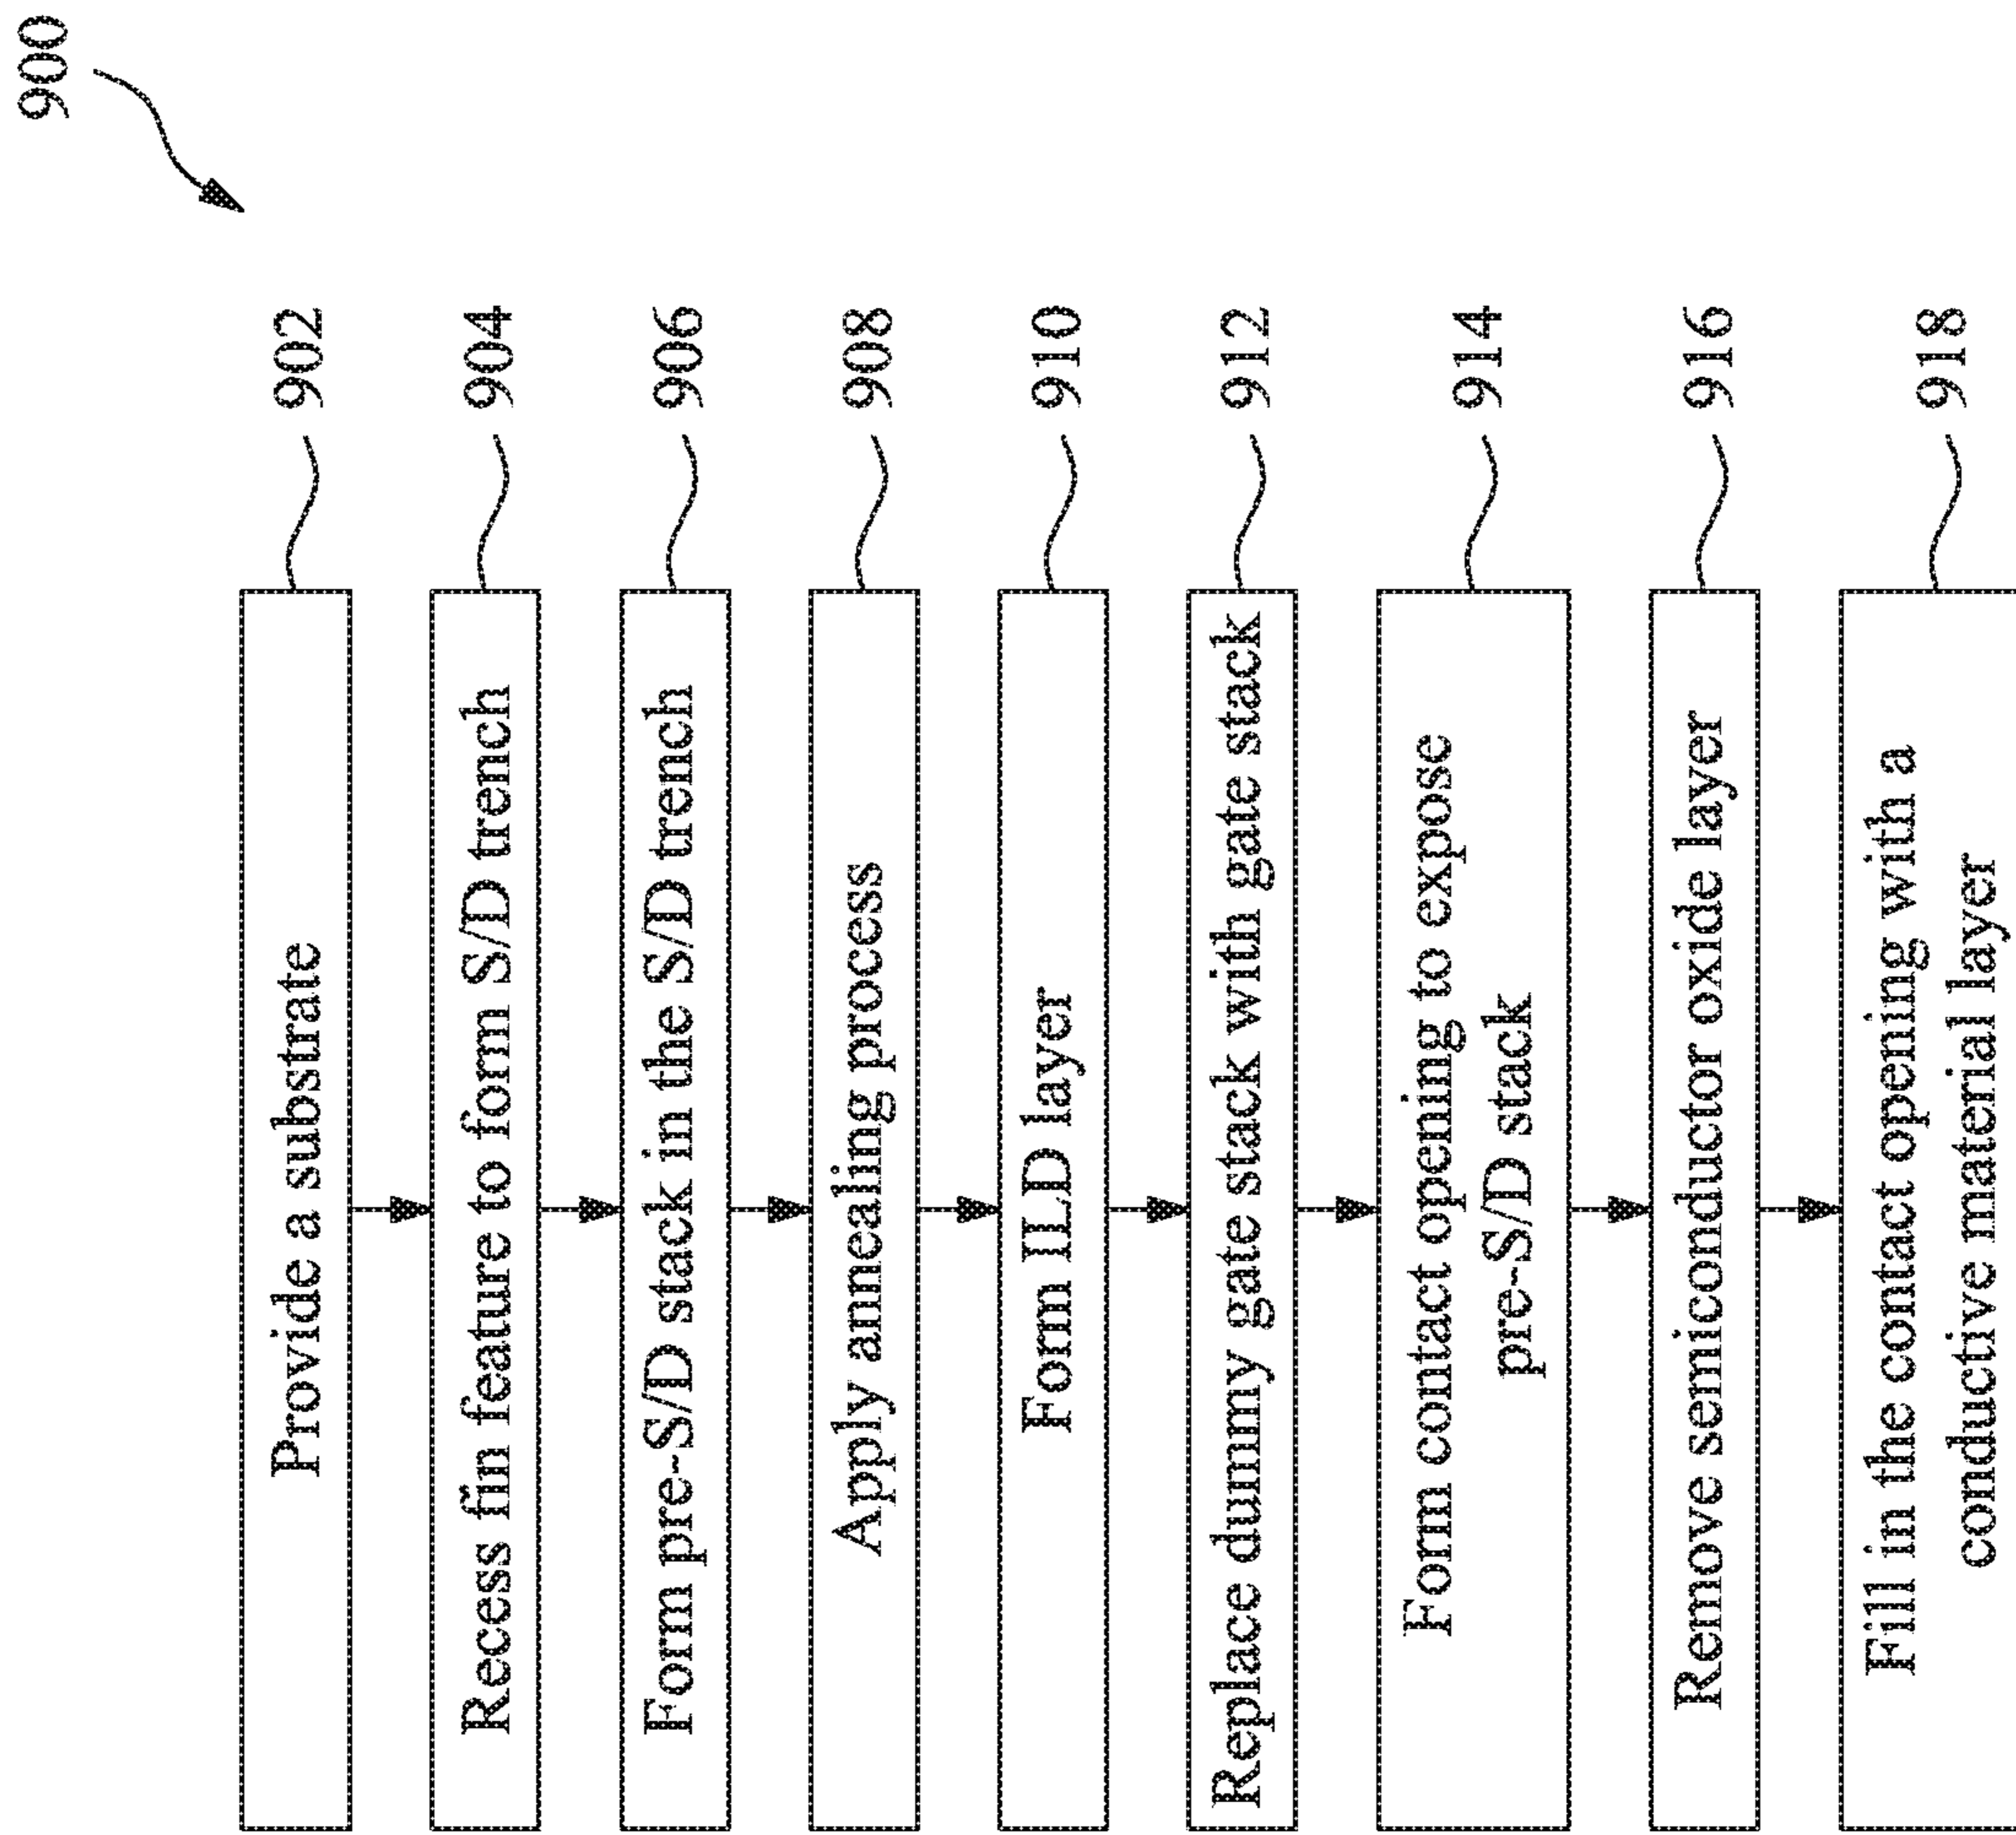 900
Provide a substrate
902
Recess fin feature to form S/D trench
904
Form pre-S/D stack in the S/D trench
906
Apply annealing process
908
Form ILD layer
910
Replace dummy gate stack with gate stack
912
Form contact opening to expose
pre-S/D stack
914
Remove semiconductor oxide layer
916
Fill in the contact opening with a
conductive material layer
918